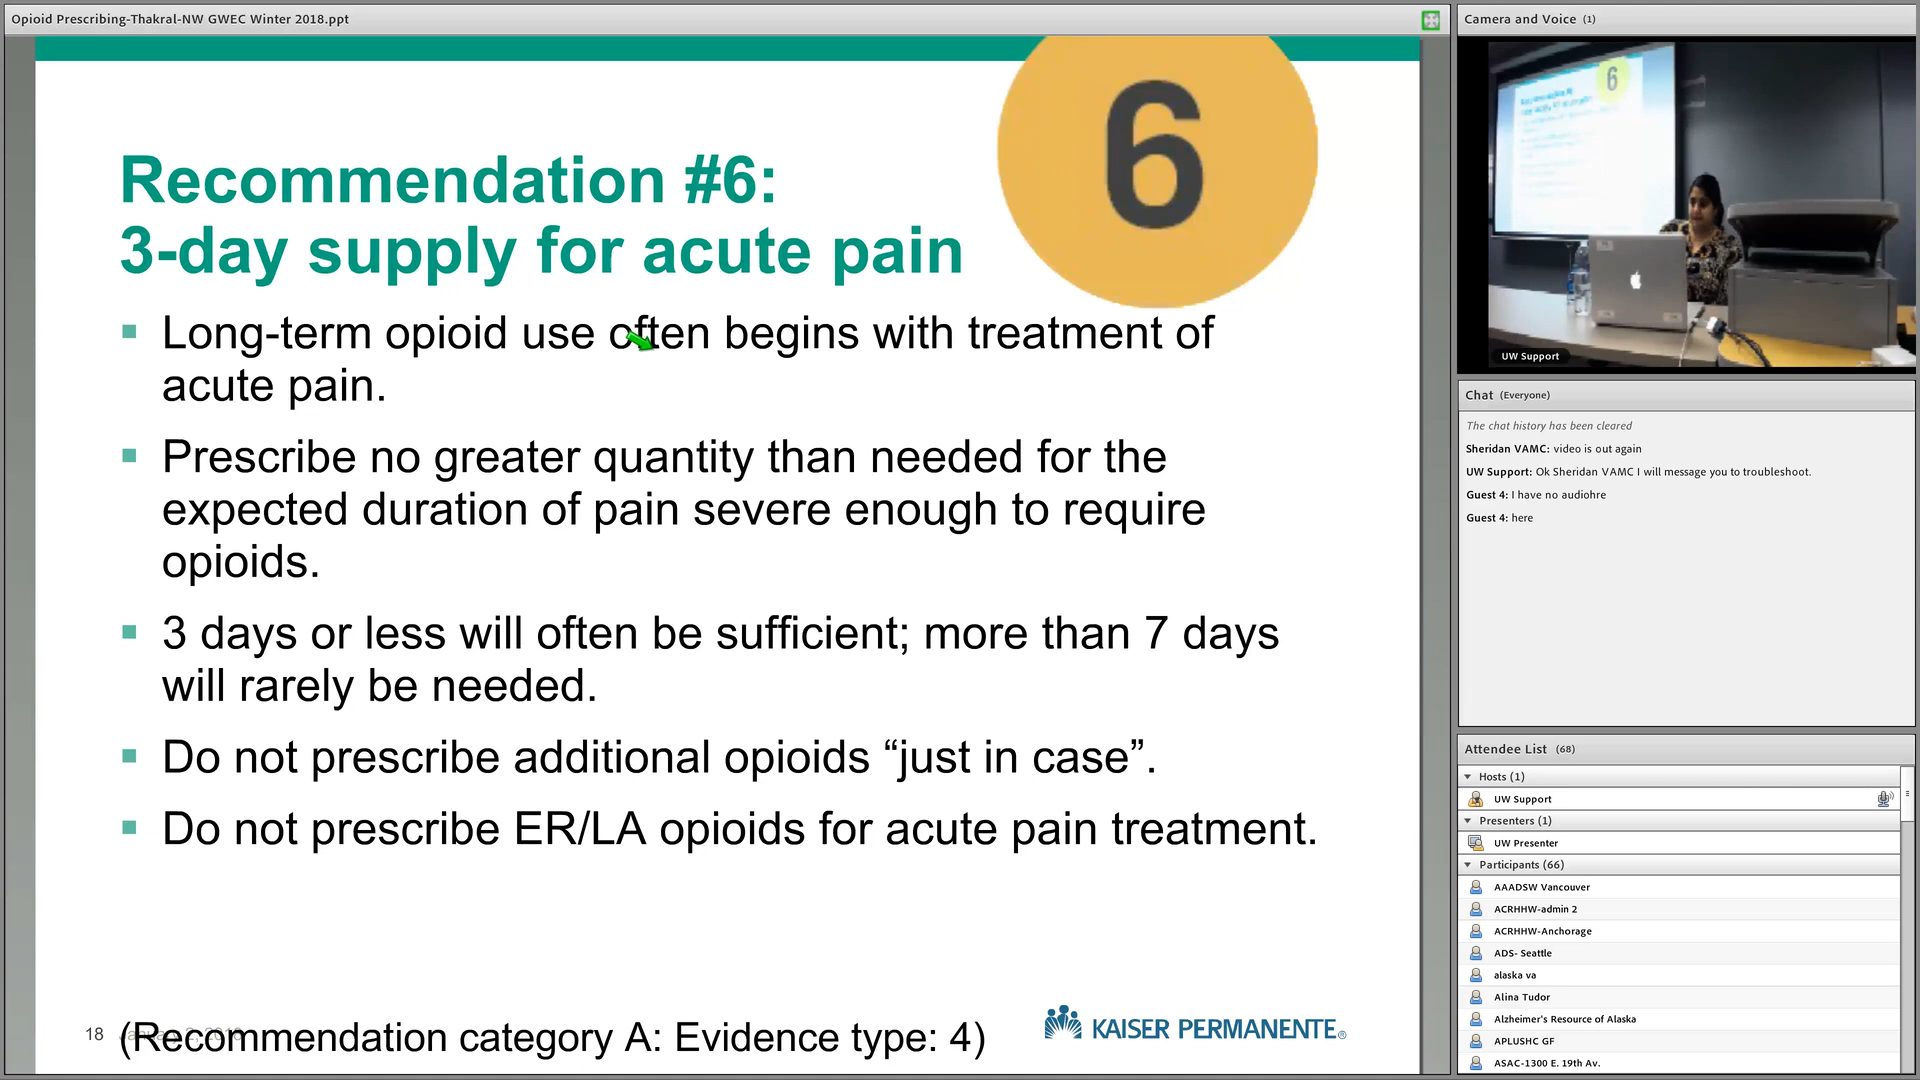 Opioid Prescribing-Thakral-NW GWEC Winter 2018.ppt
6
Recommendation #6:
3-day supply for acute pain
Long-term opioid use often begins with treatment of
acute pain.
Prescribe no greater quantity than needed for the
expected duration of pain severe enough to require
opioids.
3 days or less will often be sufficient; more than 7 days
will rarely be needed.
Do not prescribe additional opioids “just in case”.
Do not prescribe ER/LA opioids for acute pain treatment.
18
(Recommendation category A: Evidence type: 4)
KAISER PERMANENTE®
Camera and Voice (1)
6
UW Support
Chat (Everyone)
The chat history has been cleared
Sheridan VAMC: video is out again
UW Support: Ok Sheridan VAMC I will message you to troubleshoot.
Guest 4: I have no audiohre
Guest 4: here
Attendee List (68)
Hosts (1)
UW Support
Presenters (1)
UW Presenter
Participants (66)
AAADSW Vancouver
ACRHHW-admin 2
ACRHHW-Anchorage
ADS- Seattle
alaska va
Alina Tudor
Alzheimer's Resource of Alaska
APLUSHC GF
ASAC-1300 E. 19th Av.